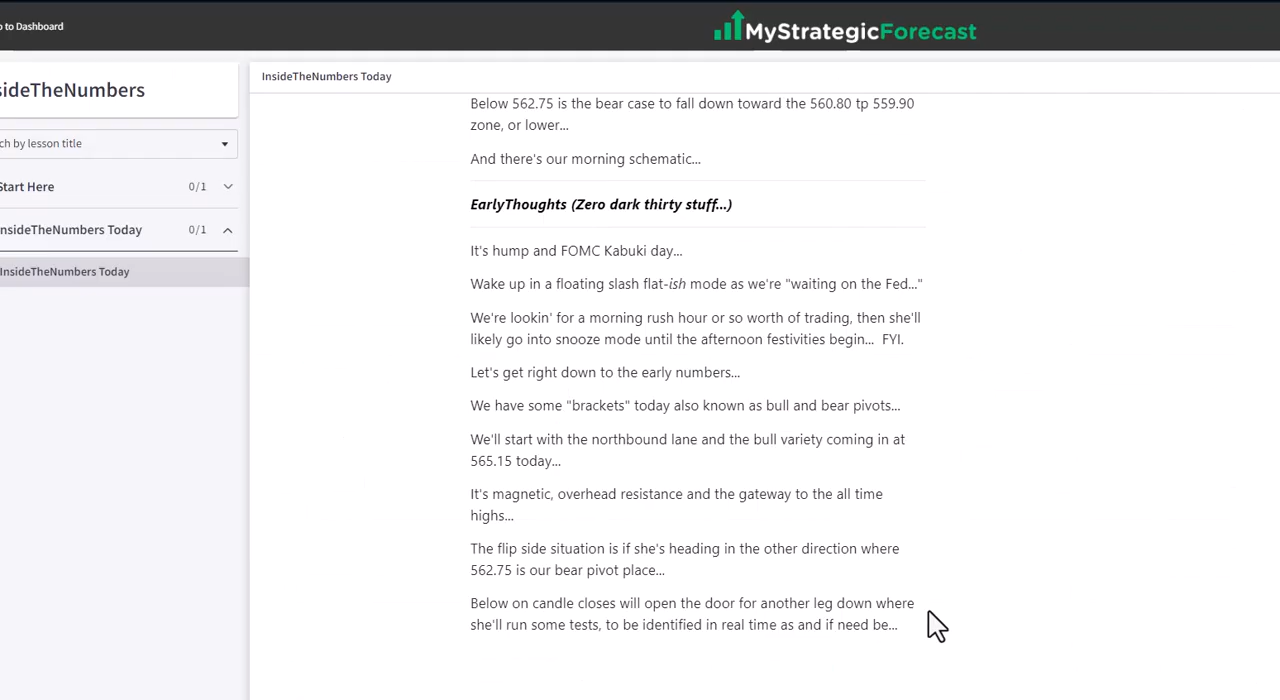 o to Dashboard
MyStrategicForecast
sideTheNumbers
InsideTheNumbers Today
ch by lesson title
Start Here 0/1
nsideTheNumbers Today 0/1
InsideTheNumbers Today
Below 562.75 is the bear case to fall down toward the 560.80 tp 559.90
zone, or lower...
And there's our morning schematic...
EarlyThoughts (Zero dark thirty stuff...)
It's hump and FOMC Kabuki day...
Wake up in a floating slash flat-ish mode as we're "waiting on the Fed..."
We're lookin' for a morning rush hour or so worth of trading, then she'll
likely go into snooze mode until the afternoon festivities begin... FYI.
Let's get right down to the early numbers...
We have some "brackets" today also known as bull and bear pivots...
We'll start with the northbound lane and the bull variety coming in at
565.15 today...
It's magnetic, overhead resistance and the gateway to the all time
highs...
The flip side situation is if she's heading in the other direction where
562.75 is our bear pivot place...
Below on candle closes will open the door for another leg down where
she'll run some tests, to be identified in real time as and if need be...